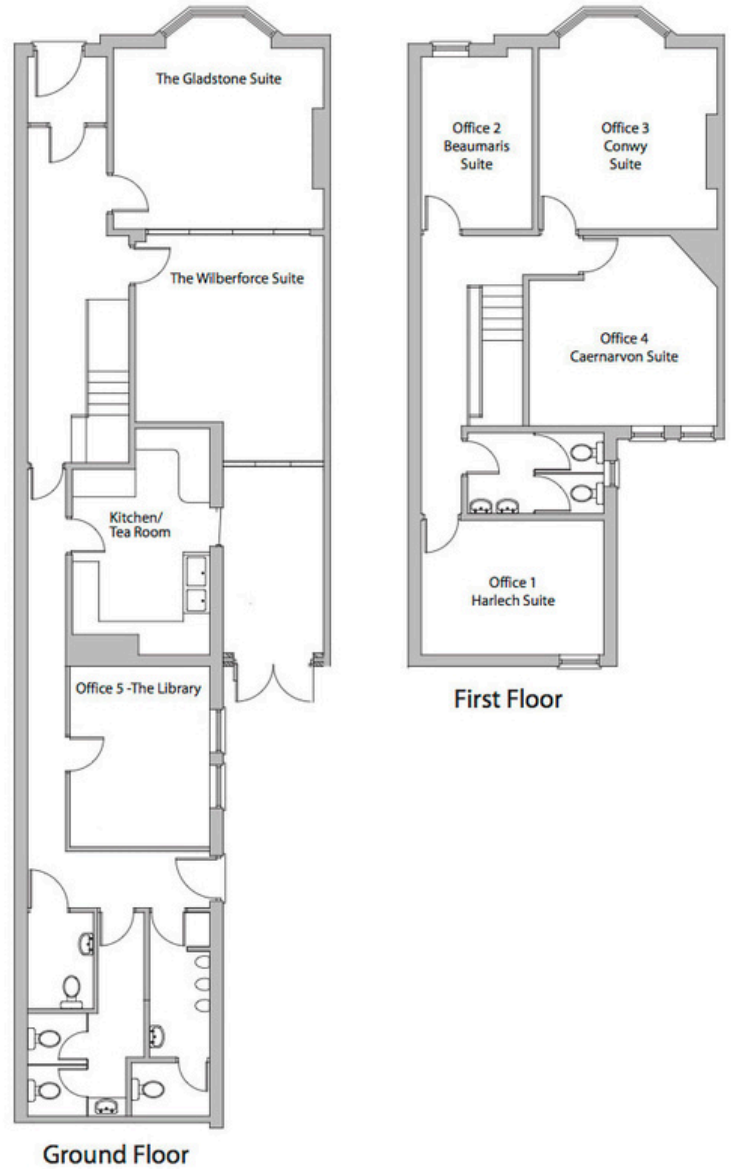 The Gladstone Suite
The Wilberforce Suite
Kitchen/
Tea Room
Office 5 -The Library
Ground Floor
Office 2
Beaumaris
Suite
Office 3
Conwy
Suite
Office 4
Caernarvon Suite
Office 1
Harlech Suite
First Floor